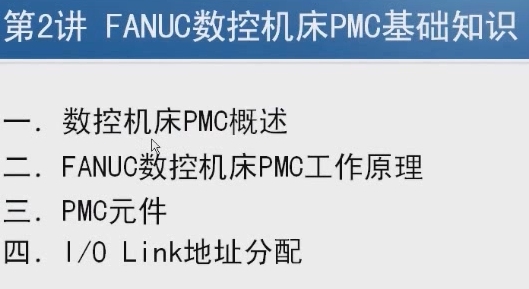 第2讲 FANUC数控机床PMC基础知识
一．数控机床PMC概述
二．FANUC数控机床PMC工作原理
三．PMC元件
四．I/O Link地址分配